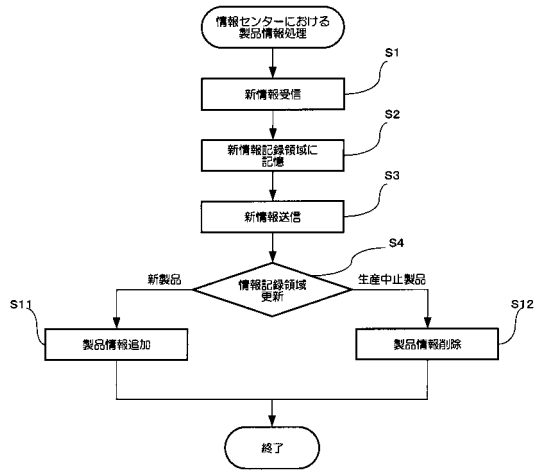 情報センターにおける
製品情報処理
S1
新情報受信
S2
新情報記録領域に
記憶
S3
新情報送信
S4
情報記録領域
更新
新製品
生産中止製品
S11
製品情報追加
S12
製品情報削除
終了